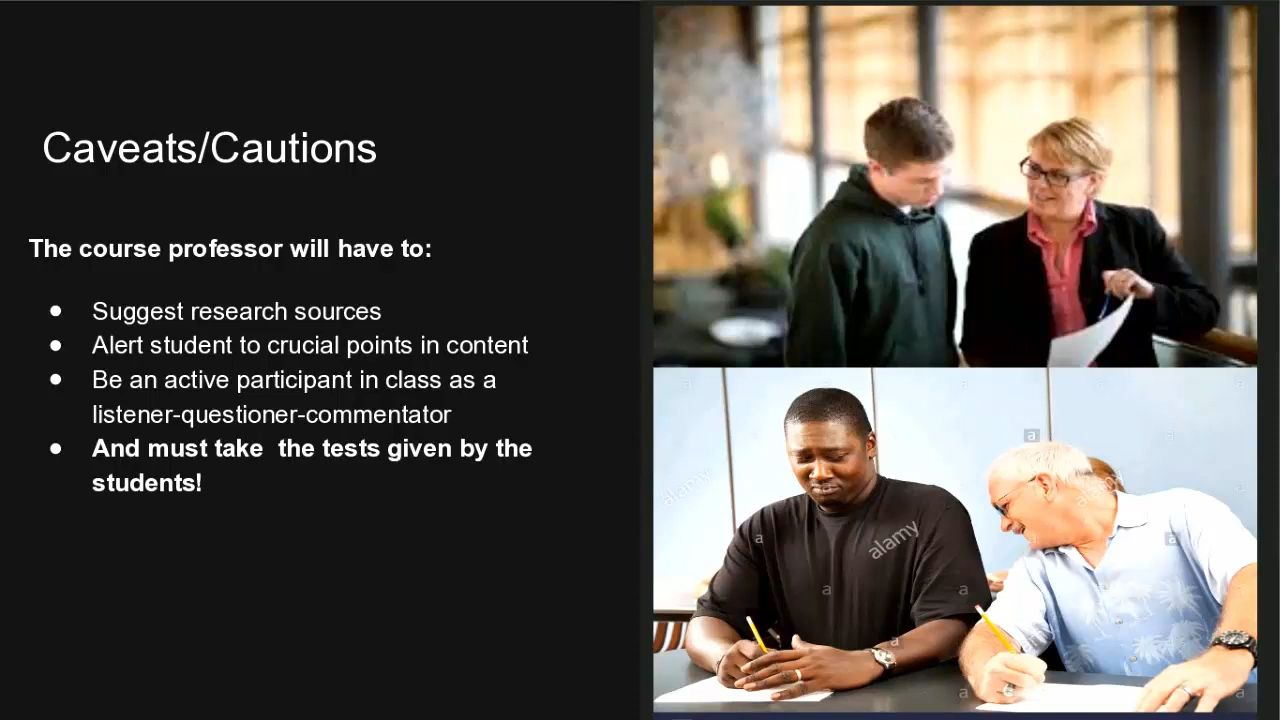 Caveats/Cautions
The course professor will have to:
● Suggest research sources
● Alert student to crucial points in content
● Be an active participant in class as a
listener-questioner-commentator
● And must take  the tests given by the
students!
alamy
alamy
alamy
a
a
a
a
a
a
a
a
a
a
a
a
a
a